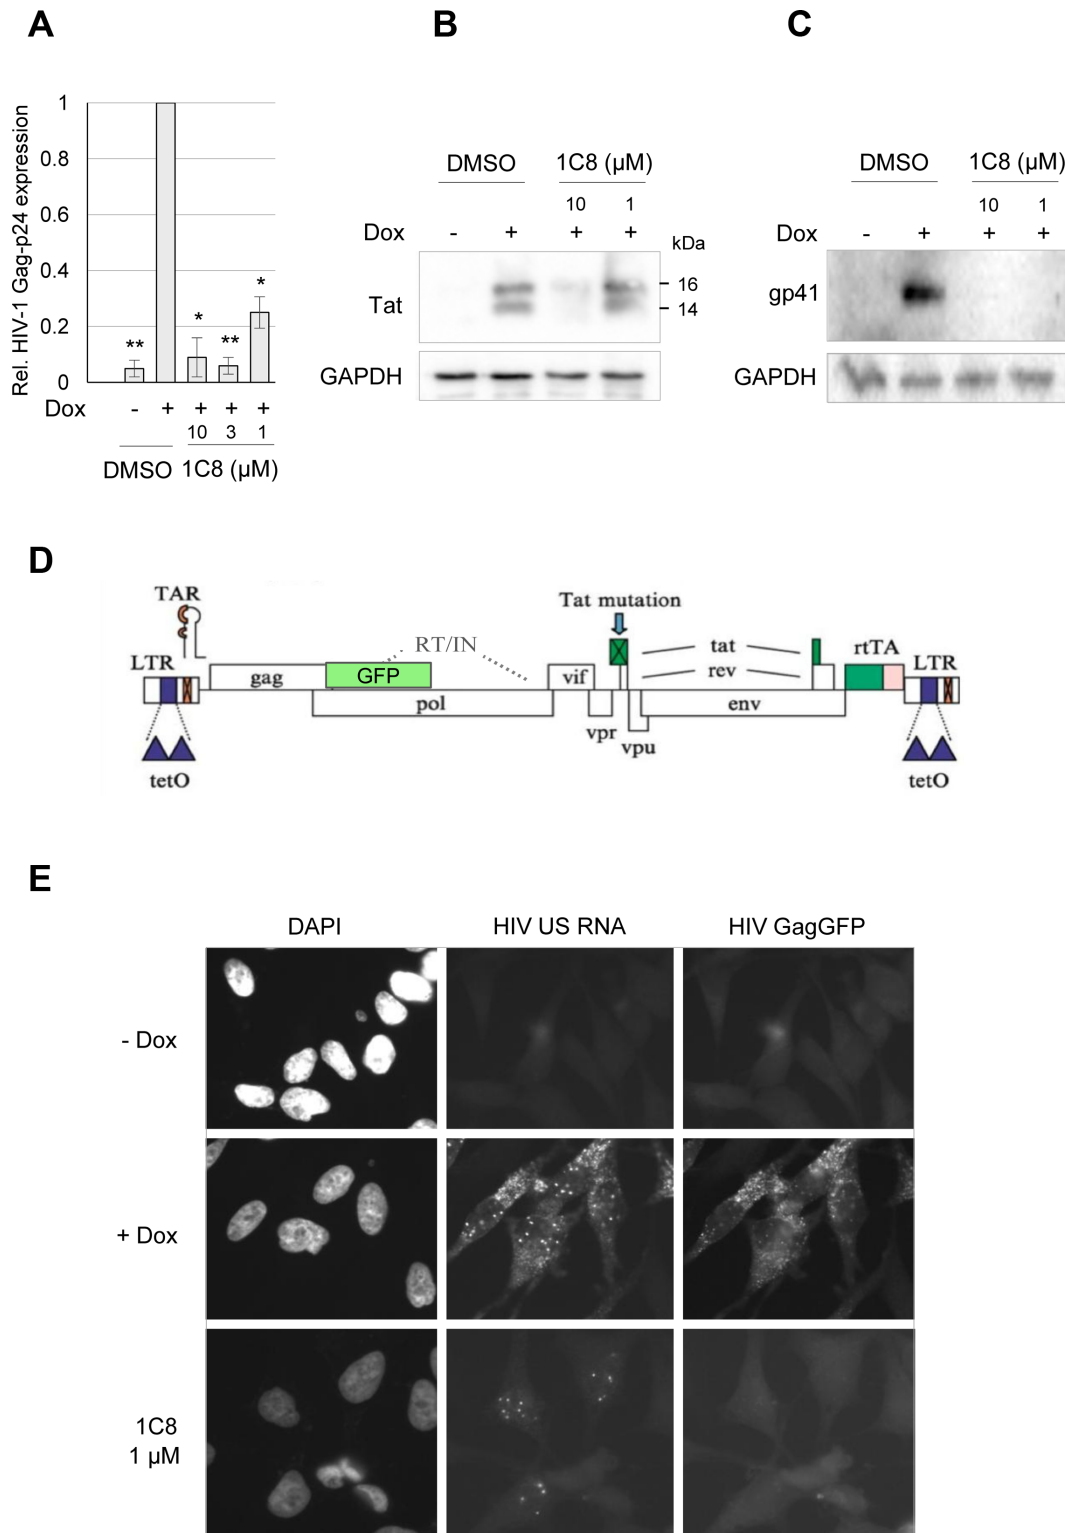 A
B
C
Rel. HIV-1 Gag-p24 expression
1
0.8
0.6
0.4
0.2
0
**
*
**
*
Dox - + + + +
10 3 1
DMSO 1C8 (µM)
DMSO 1C8 (µM)
10 1
Dox - + + +
kDa
Tat
16
14
GAPDH
DMSO 1C8 (µM)
10 1
Dox - + + +
gp41
GAPDH
D
TAR
Tat mutation
RT/IN
LTR
gag
GFP
pol
vif
vpr
vpu
tat
rev
env
rtTA
LTR
tetO
tetO
E
DAPI HIV US RNA HIV GagGFP
- Dox
+ Dox
1C8
1 µM